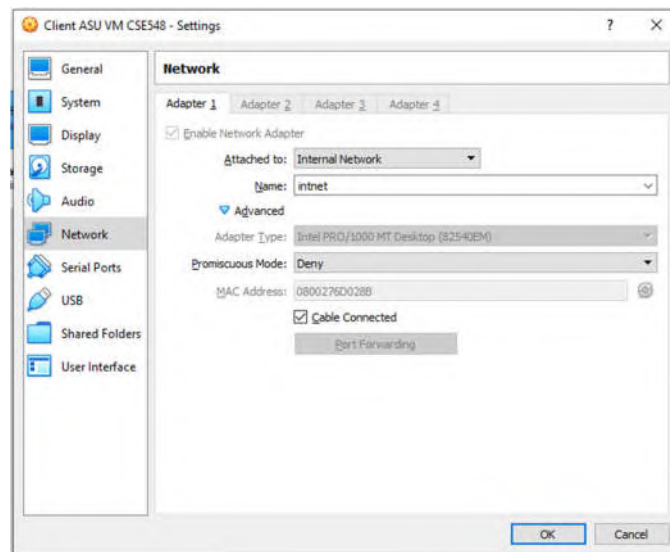 Client ASU VM CSE548 - Settings
? ×
General
System
Display
Storage
Audio
Network
Serial Ports
USB
Shared Folders
User Interface
Network
Adapter 1 Adapter 2 Adapter 3 Adapter 4
Enable Network Adapter
Attached to: Internal Network
Name: intnet
Advanced
Adapter Type: Intel PRO/1000 MT Desktop (82540EM)
Promiscuous Mode: Deny
MAC Address: 0800276D028B
Cable Connected
Port Forwarding
OK Cancel